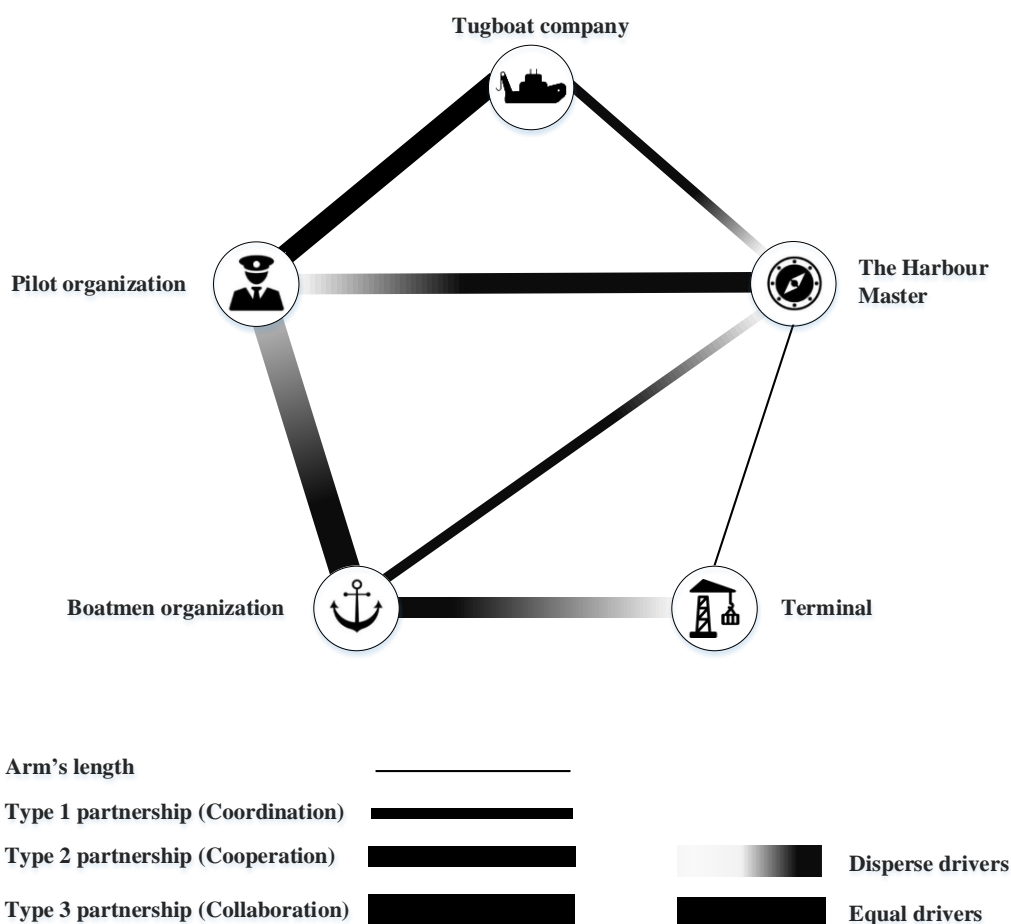 Tugboat company
Pilot organization
The Harbour
Master
Boatmen organization
Terminal
Arm's length
Type 1 partnership (Coordination)
Type 2 partnership (Cooperation)
Disperse drivers
Type 3 partnership (Collaboration)
Equal drivers